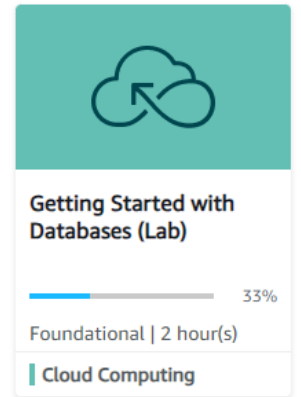 Getting Started with
Databases (Lab)
33%
Foundational | 2 hour(s)
Cloud Computing